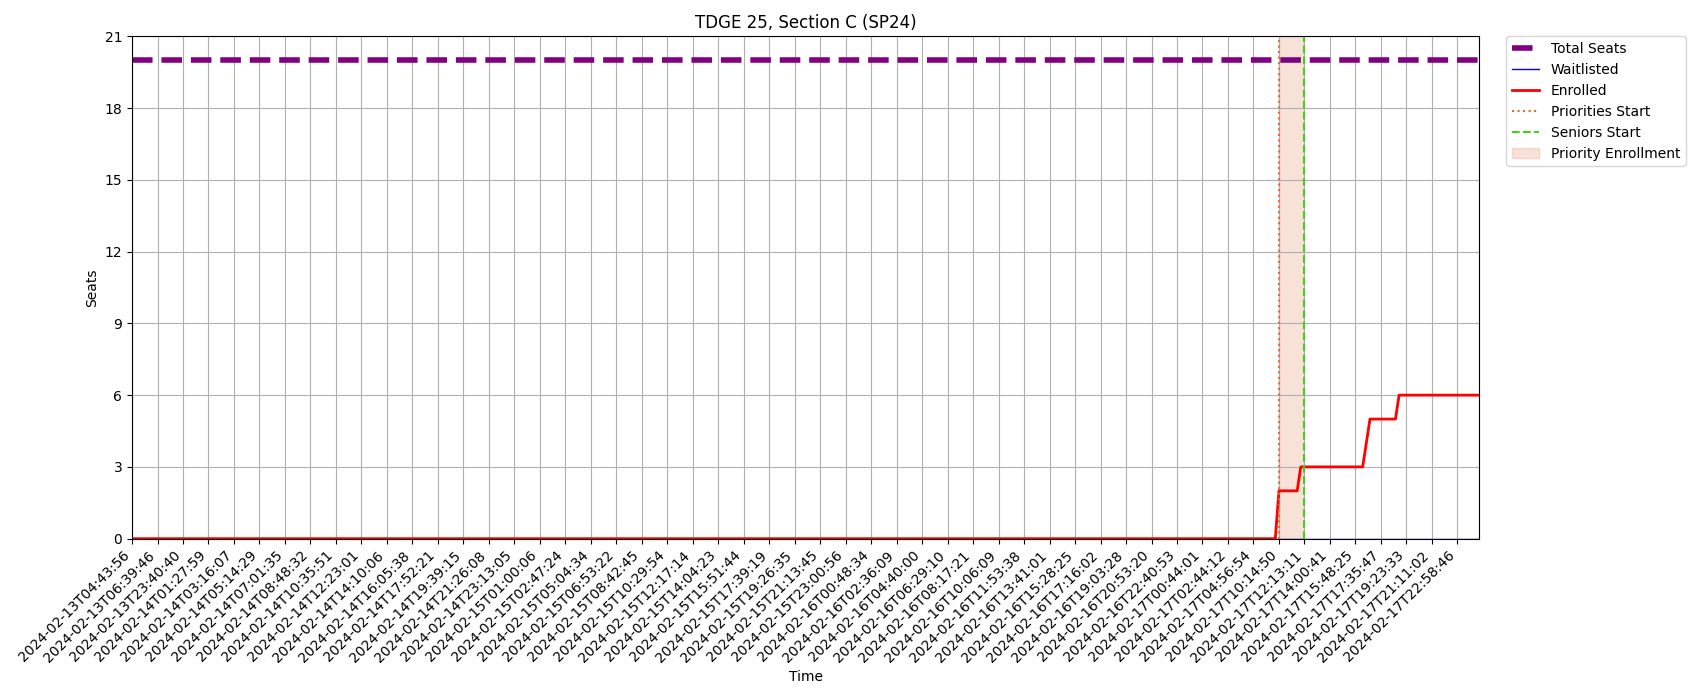 TDGE 25, Section C (SP24)
Total Seats
Waitlisted
Enrolled
Priorities Start
Seniors Start
Priority Enrollment
Seats
21
18
15
12
9
6
3
0
2024-02-13T04:43:56
2024-02-13T06:39:46
2024-02-13T23:40:40
2024-02-14T01:27:59
2024-02-14T03:16:07
2024-02-14T05:14:29
2024-02-14T07:01:35
2024-02-14T08:48:32
2024-02-14T10:35:51
2024-02-14T12:23:01
2024-02-14T14:10:06
2024-02-14T16:05:38
2024-02-14T17:52:21
2024-02-14T19:39:15
2024-02-14T21:26:08
2024-02-14T23:13:05
2024-02-15T01:00:06
2024-02-15T02:47:24
2024-02-15T05:04:34
2024-02-15T06:53:22
2024-02-15T08:42:45
2024-02-15T10:29:54
2024-02-15T12:17:14
2024-02-15T14:04:23
2024-02-15T15:51:44
2024-02-15T17:39:19
2024-02-15T19:26:35
2024-02-15T21:13:45
2024-02-15T23:00:56
2024-02-16T00:48:34
2024-02-16T02:36:09
2024-02-16T04:40:00
2024-02-16T06:29:10
2024-02-16T08:17:21
2024-02-16T10:06:09
2024-02-16T11:53:38
2024-02-16T13:41:01
2024-02-16T15:28:25
2024-02-16T17:16:02
2024-02-16T19:03:28
2024-02-16T20:53:20
2024-02-16T22:40:53
2024-02-17T00:44:01
2024-02-17T02:44:12
2024-02-17T04:56:54
2024-02-17T10:14:50
2024-02-17T12:13:11
2024-02-17T14:00:41
2024-02-17T15:48:25
2024-02-17T17:35:47
2024-02-17T19:23:33
2024-02-17T21:11:02
2024-02-17T22:58:46
Time